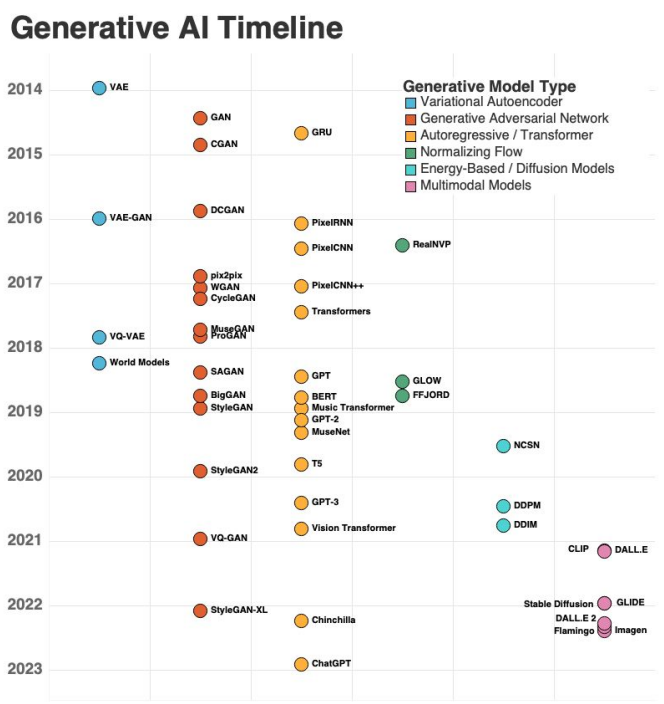 Generative AI Timeline
Generative Model Type
Variational Autoencoder
Generative Adversarial Network
Autoregressive / Transformer
Normalizing Flow
Energy-Based / Diffusion Models
Multimodal Models
2014
VAE
GAN
GRU
CGAN
2015
DCGAN
2016
VAE-GAN
PixelRNN
PixelCNN
RealNVP
pix2pix
2017
WGAN
PixelCNN++
CycleGAN
Transformers
MuseGAN
ProGAN
VQ-VAE
2018
World Models
SAGAN
GPT
GLOW
BigGAN
BERT
FFJORD
StyleGAN
Music Transformer
2019
GPT-2
MuseNet
NCSN
T5
StyleGAN2
2020
GPT-3
DDPM
Vision Transformer
DDIM
VQ-GAN
2021
CLIP DALL.E
Stable Diffusion GLIDE
2022
StyleGAN-XL
Chinchilla
DALL.E 2
Flamingo Imagen
ChatGPT
2023